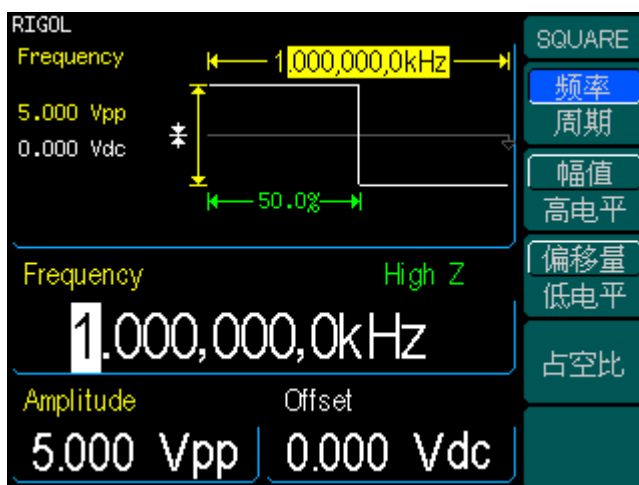 RIGOL
Frequency
1.000,000,0kHz
5.000 Vpp
0.000 Vdc
50.0%
Frequency
High Z
1.000,000,0kHz
Amplitude
Offset
5.000 Vpp
0.000 Vdc
SQUARE
频率
周期
幅值
高电平
偏移量
低电平
占空比